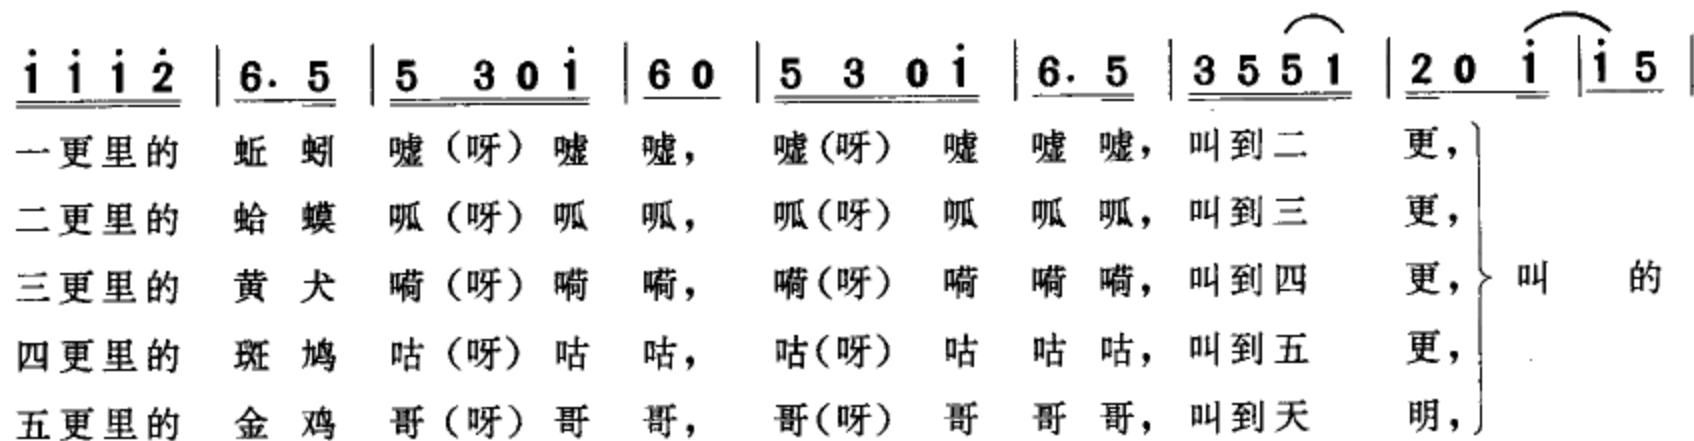 i i i 2̇ | 6. 5 | 5 3 0 i | 6 0 | 5 3 0 i | 6. 5 | 3 5 5 1 | 2 0 i | i 5 |
一更里的 蚯蚓 嘘(呀)嘘 嘘, 嘘(呀) 嘘 嘘 嘘,叫到二 更,
二更里的 蛤蟆 呱(呀)呱 呱, 呱(呀) 呱 呱 呱,叫到三 更,
三更里的 黄犬 嗬(呀)嗬 嗬, 嗬(呀) 嗬 嗬 嗬,叫到四 更, 叫 的
四更里的 斑鸠 咕(呀)咕 咕, 咕(呀) 咕 咕 咕,叫到五 更,
五更里的 金鸡 哥(呀)哥 哥, 哥(呀) 哥 哥 哥,叫到天 明,